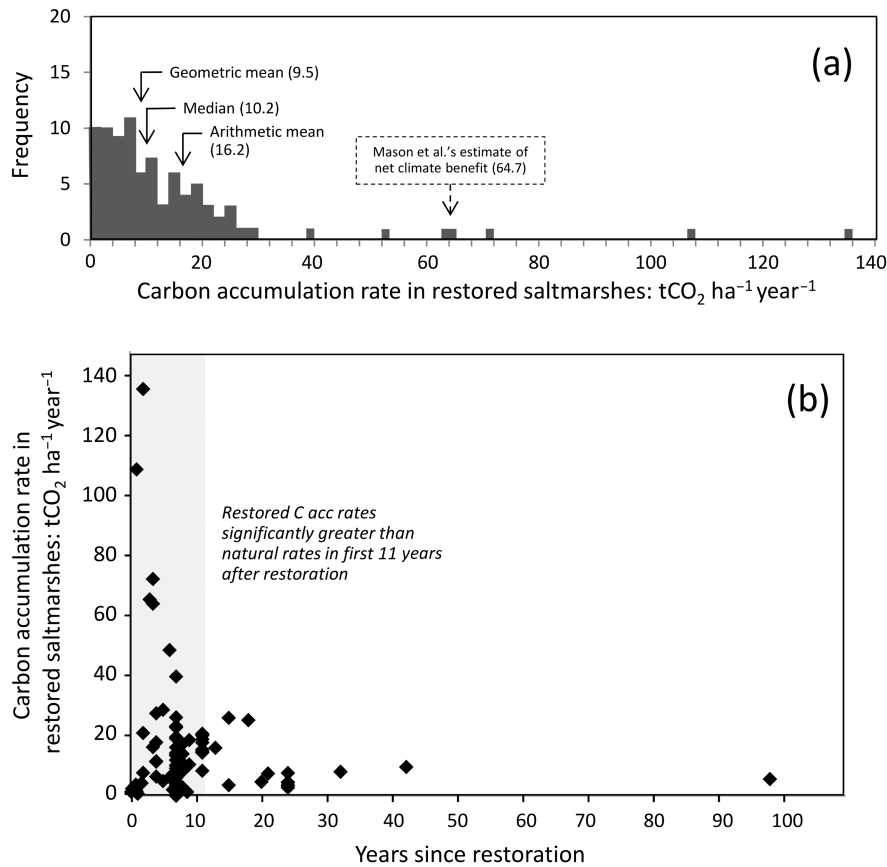 20
15
10
5
0
Frequency
(a)
Geometric mean (9.5)
Median (10.2)
Arithmetic mean
(16.2)
Mason et al.'s estimate of
net climate benefit (64.7)
0 20 40 60 80 100 120 140
Carbon accumulation rate in restored saltmarshes: tCO₂ ha⁻¹ year⁻¹
(b)
140
120
100
80
60
40
20
0
Carbon accumulation rate in
restored saltmarshes: tCO₂ ha⁻¹ year⁻¹
Restored C acc rates
significantly greater than
natural rates in first 11 years
after restoration
0 10 20 30 40 50 60 70 80 90 100
Years since restoration